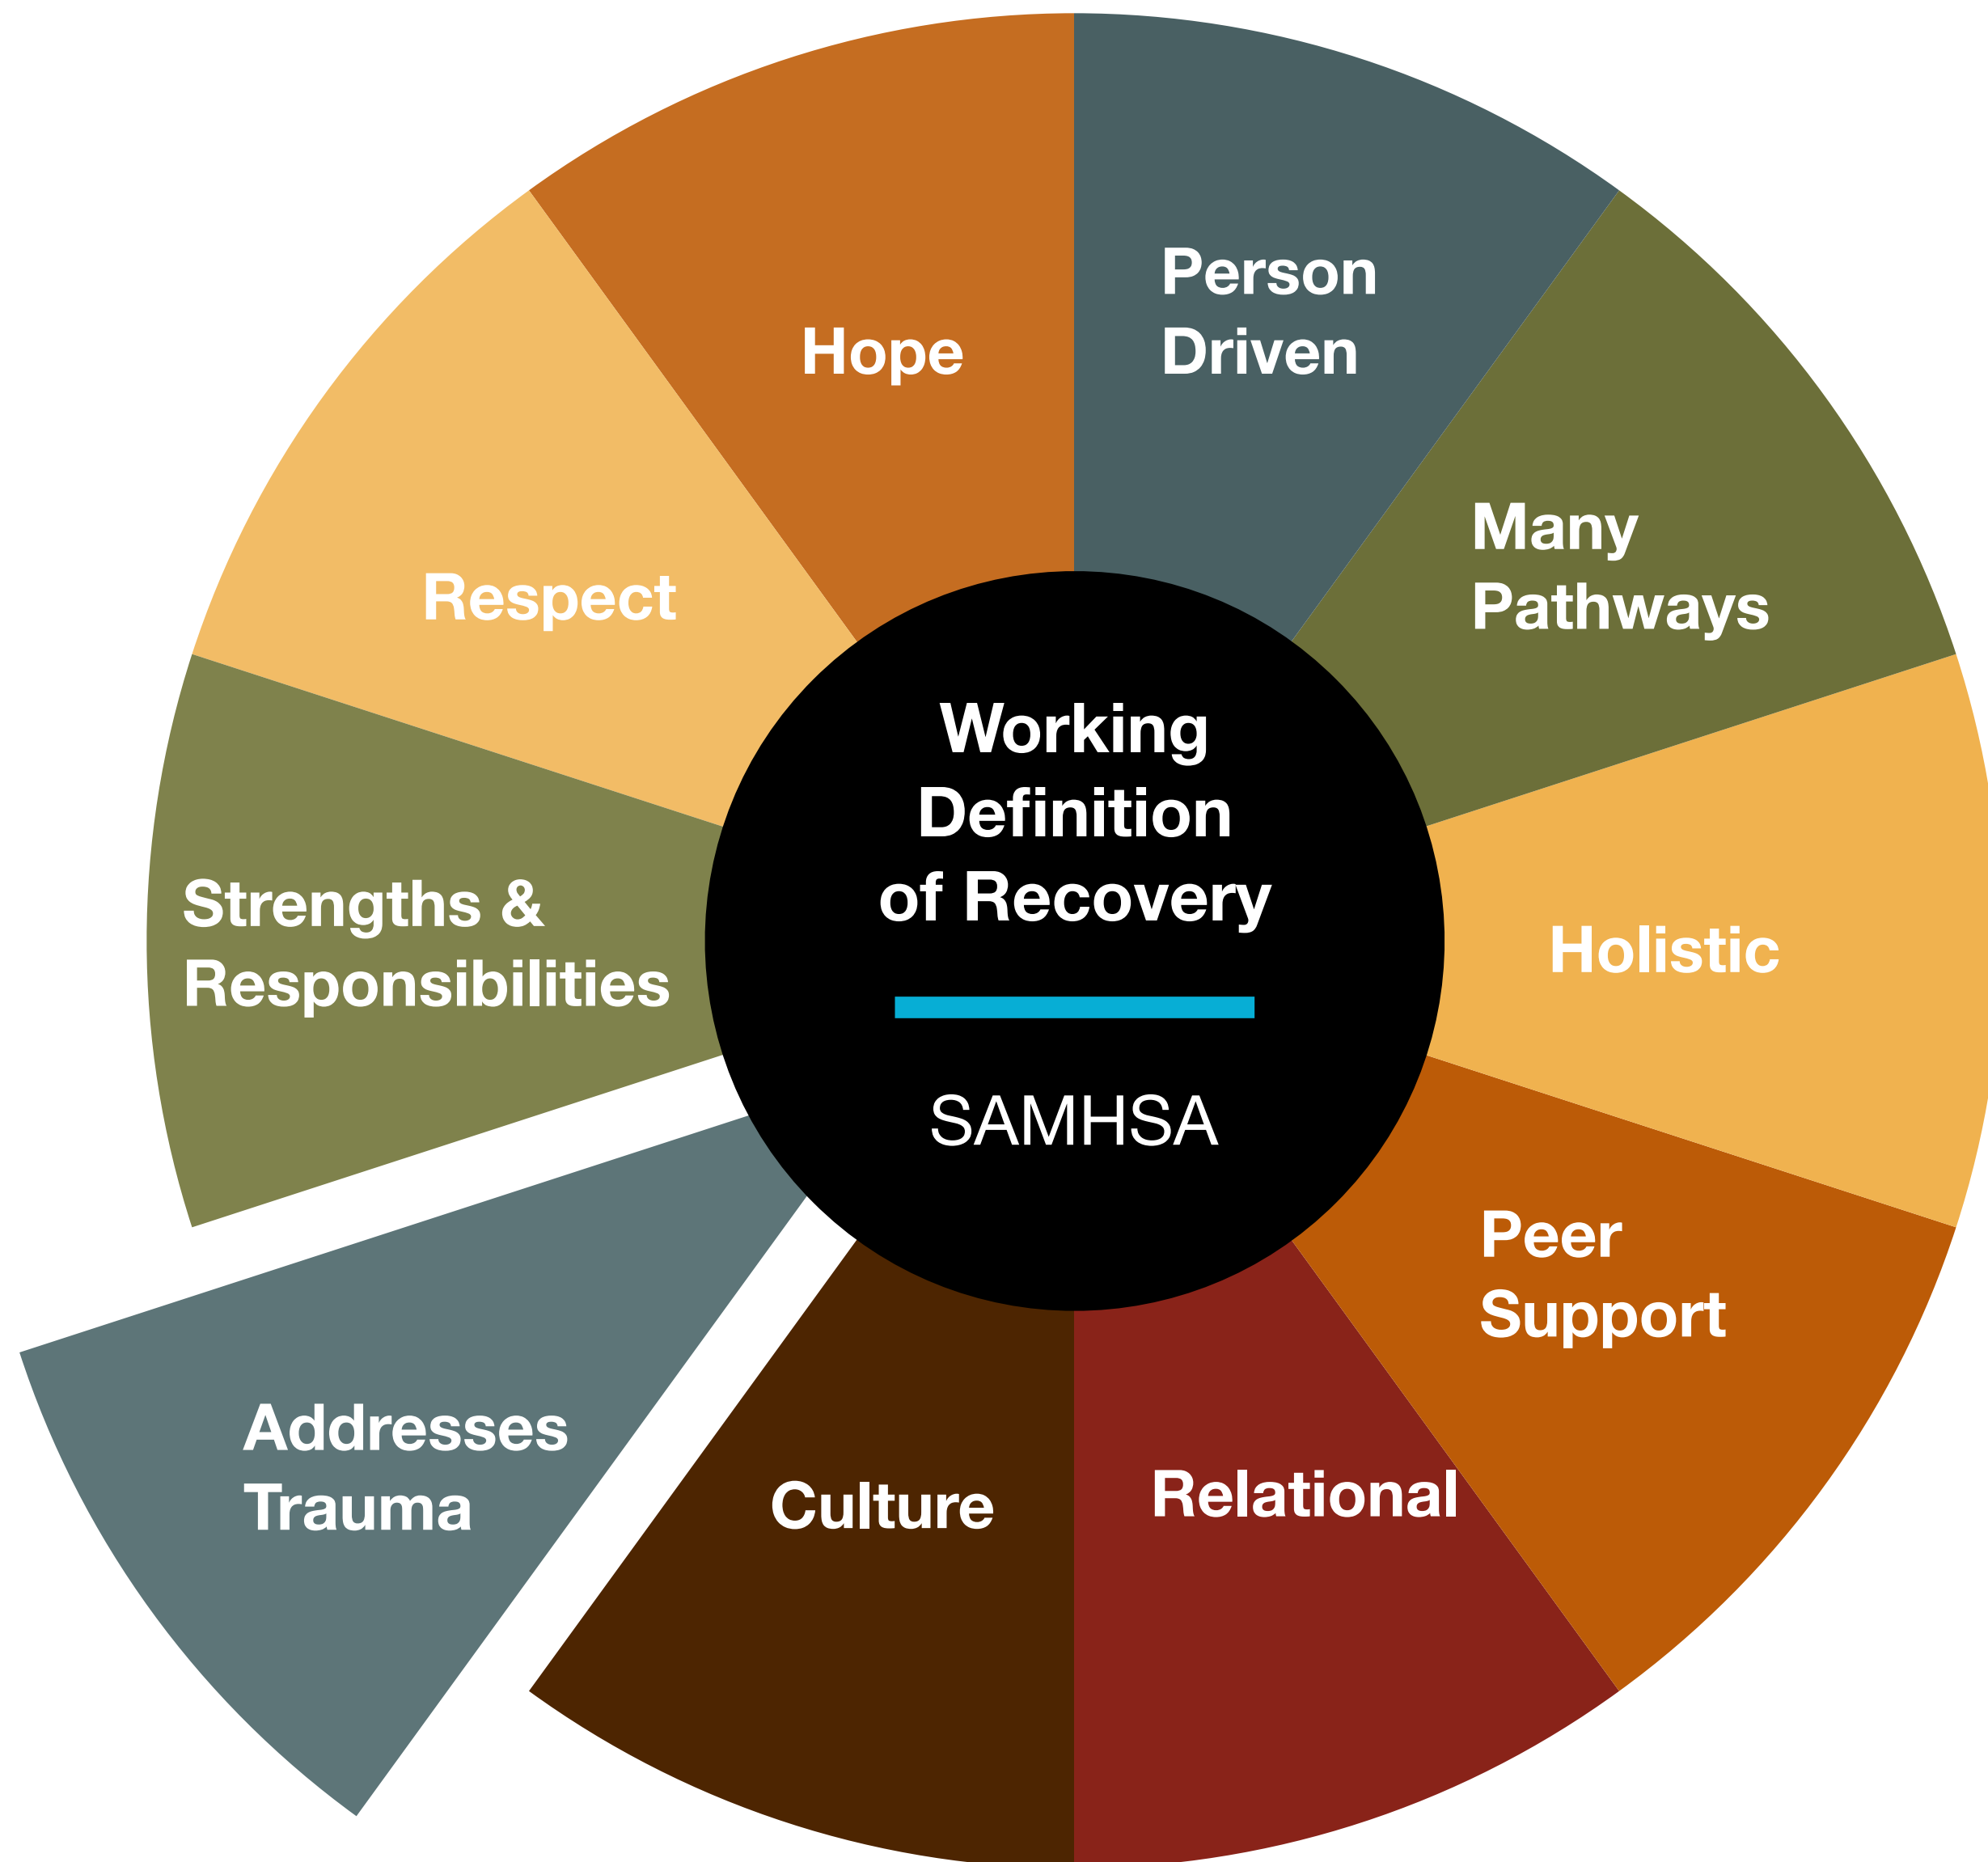 Hope
Person
Driven
Many
Pathways
Respect
Working
Definition
of Recovery
SAMHSA
Strengths &
Responsibilities
Holistic
Peer
Support
Addresses
Trauma
Culture
Relational